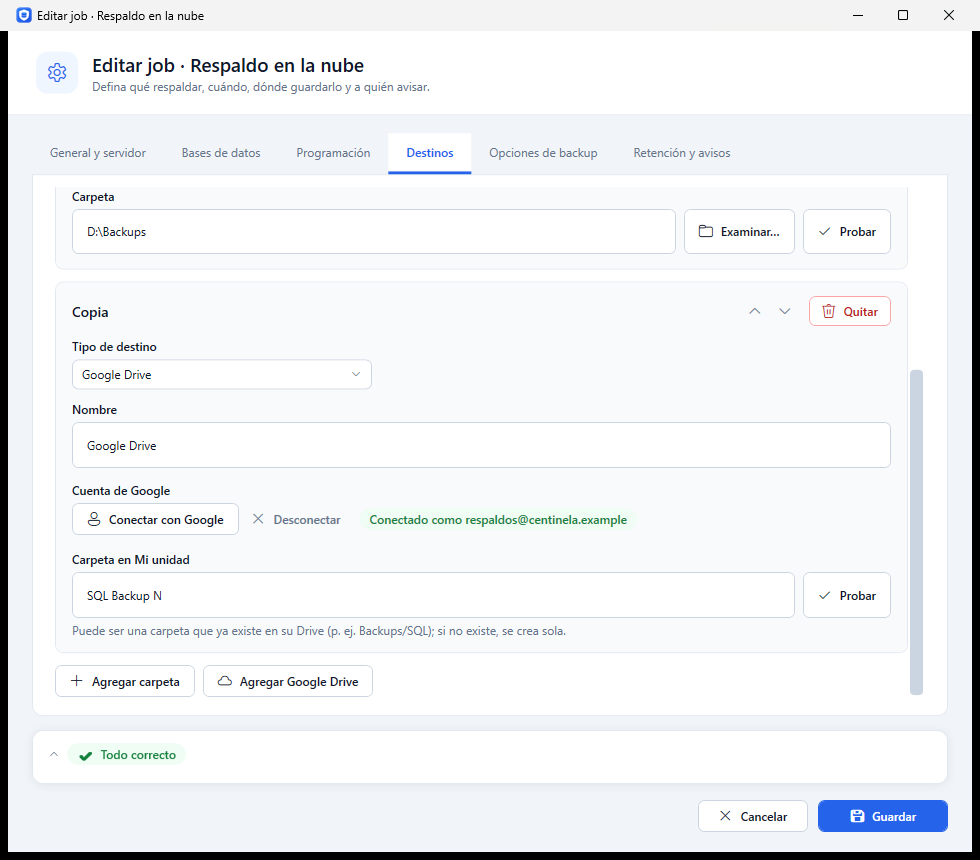 Editar job · Respaldo en la nube
Editar job · Respaldo en la nube
Defina qué respaldar, cuándo, dónde guardarlo y a quién avisar.
General y servidor
Bases de datos
Programación
Destinos
Opciones de backup
Retención y avisos
Carpeta
D:\Backups
Examinar...
Probar
Copia
Quitar
Tipo de destino
Google Drive
Nombre
Google Drive
Cuenta de Google
Conectar con Google
Desconectar
Conectado como respaldos@centinela.example
Carpeta en Mi unidad
SQL Backup N
Probar
Puede ser una carpeta que ya existe en su Drive (p. ej. Backups/SQL); si no existe, se crea sola.
Agregar carpeta
Agregar Google Drive
Todo correcto
Cancelar
Guardar